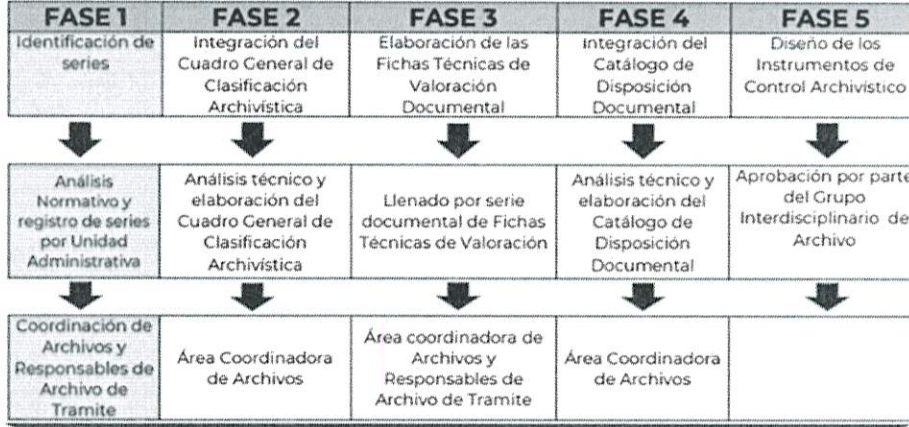 FASE 1
FASE 2
FASE 3
FASE 4
FASE 5
Identificación de
series
Integración del
Cuadro General de
Clasificación
Archivística
Elaboración de las
Fichas Técnicas de
Valoración
Documental
Integración del
Catálogo de
Disposición
Documental
Diseño de los
Instrumentos de
Control Archivístico
Análisis
Normativo y
registro de series
por Unidad
Administrativa
Análisis técnico y
elaboración del
Cuadro General de
Clasificación
Archivística
Llenado por serie
documental de Fichas
Técnicas de Valoración
Análisis técnico y
elaboración del
Catálogo de
Disposición
Documental
Aprobación por parte
del Grupo
Interdisciplinario de
Archivo
Coordinación de
Archivos y
Responsables de
Archivo de
Tramite
Área Coordinadora
de Archivos
Área coordinadora de
Archivos y
Responsables de
Archivo de Tramite
Área Coordinadora
de Archivos